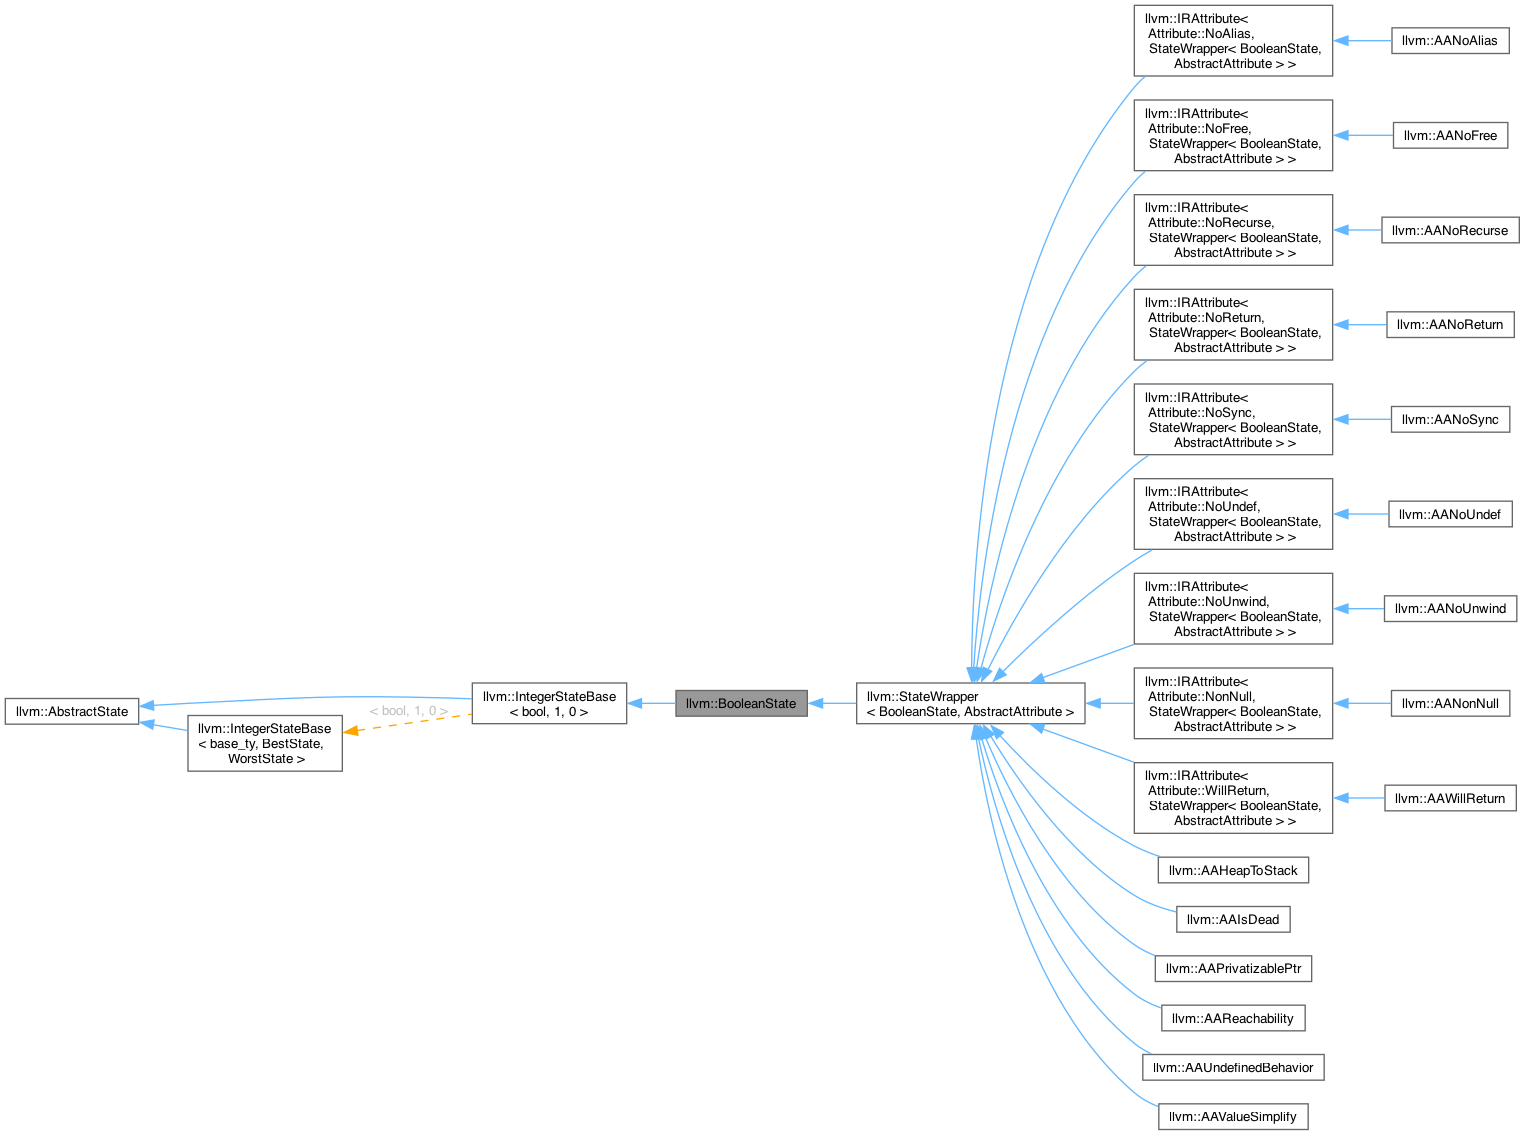 llvm::AbstractState
llvm::IntegerStateBase
< base_ty, BestState,
WorstState >
< bool, 1, 0 >
llvm::IntegerStateBase
< bool, 1, 0 >
llvm::BooleanState
llvm::StateWrapper
< BooleanState, AbstractAttribute >
llvm::IRAttribute<
Attribute::NoAlias,
StateWrapper< BooleanState,
AbstractAttribute > >
llvm::AANoAlias
llvm::IRAttribute<
Attribute::NoFree,
StateWrapper< BooleanState,
AbstractAttribute > >
llvm::AANoFree
llvm::IRAttribute<
Attribute::NoRecurse,
StateWrapper< BooleanState,
AbstractAttribute > >
llvm::AANoRecurse
llvm::IRAttribute<
Attribute::NoReturn,
StateWrapper< BooleanState,
AbstractAttribute > >
llvm::AANoReturn
llvm::IRAttribute<
Attribute::NoSync,
StateWrapper< BooleanState,
AbstractAttribute > >
llvm::AANoSync
llvm::IRAttribute<
Attribute::NoUndef,
StateWrapper< BooleanState,
AbstractAttribute > >
llvm::AANoUndef
llvm::IRAttribute<
Attribute::NoUnwind,
StateWrapper< BooleanState,
AbstractAttribute > >
llvm::AANoUnwind
llvm::IRAttribute<
Attribute::NonNull,
StateWrapper< BooleanState,
AbstractAttribute > >
llvm::AANonNull
llvm::IRAttribute<
Attribute::WillReturn,
StateWrapper< BooleanState,
AbstractAttribute > >
llvm::AAWillReturn
llvm::AAHeapToStack
llvm::AAIsDead
llvm::AAPrivatizablePtr
llvm::AAReachability
llvm::AAUndefinedBehavior
llvm::AAValueSimplify